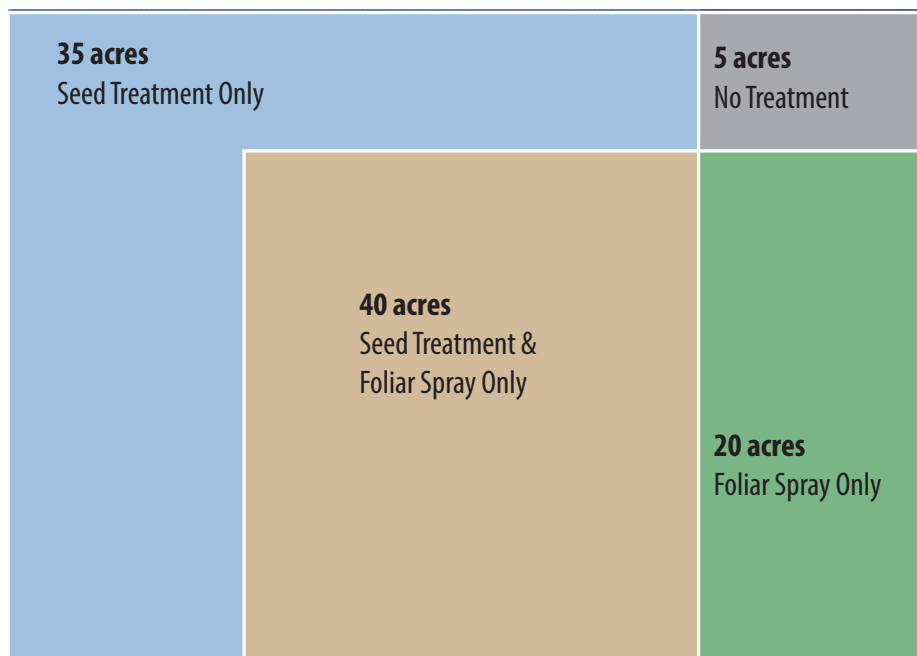 35 acres
Seed Treatment Only
5 acres
No Treatment
40 acres
Seed Treatment &
Foliar Spray Only
20 acres
Foliar Spray Only